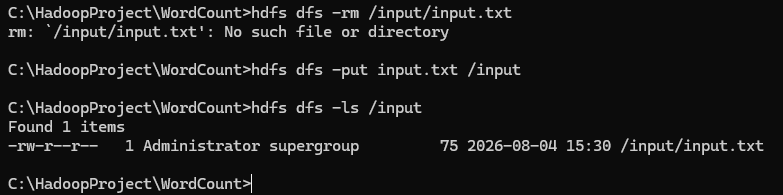 C:\HadoopProject\WordCount>hdfs dfs -rm /input/input.txt
rm: `/input/input.txt': No such file or directory
C:\HadoopProject\WordCount>hdfs dfs -put input.txt /input
C:\HadoopProject\WordCount>hdfs dfs -ls /input
Found 1 items
-rw-r--r--   1 Administrator supergroup         75 2026-08-04 15:30 /input/input.txt
C:\HadoopProject\WordCount>